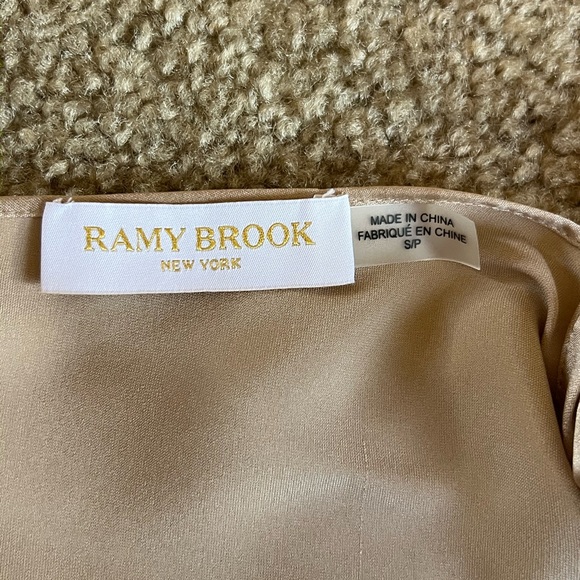 RAMY BROOK
NEW YORK
MADE IN CHINA
FABRIQUÉ EN CHINE
S/P